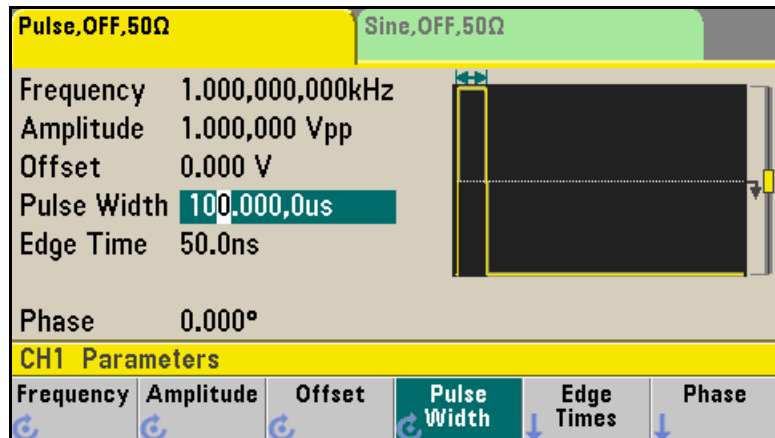 Pulse,OFF,50Ω
Sine,OFF,50Ω
Frequency 1.000,000,000kHz
Amplitude 1.000,000 Vpp
Offset 0.000 V
Pulse Width 100.000,0us
Edge Time 50.0ns
Phase 0.000°
CH1 Parameters
Frequency Amplitude Offset Pulse Width Edge Times Phase